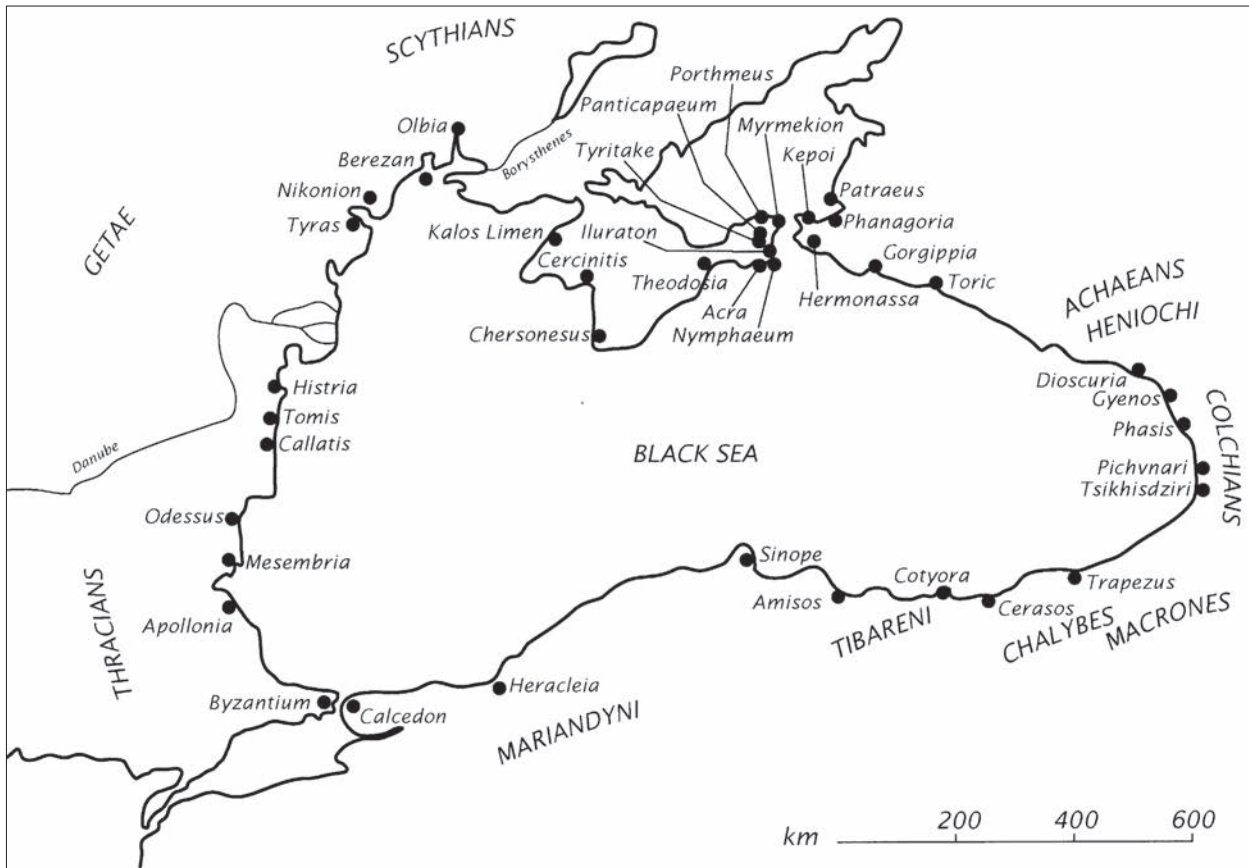 SCYTHIANS
Porthmeus
Panticapaeum
Olbia
Myrmekion
Borysthenes
Tyritake
Kepoi
Berezan
Nikonion
Patraeus
Tyras
Kalos Limen
Iluraton
Phanagoria
GETAE
Cercinitis
Gorgippia
Theodosia
Hermonassa
Toric
ACHAEANS
HENIOCHI
Acra
Chersonesus
Nymphaeum
Dioscuria
Histria
Gyenos
Tomis
Phasis
COLCHIANS
Callatis
BLACK SEA
Danube
Pichvnari
Tsikhisdziri
Odessus
Mesembria
Sinope
Cotyora
Trapezus
Amisos
Cerasos
Apollonia
TIBARENI
CHALYBES
MACRONES
THRACIANS
Byzantium
Heracleia
Calcedon
MARIANDYNI
200 400 600
km